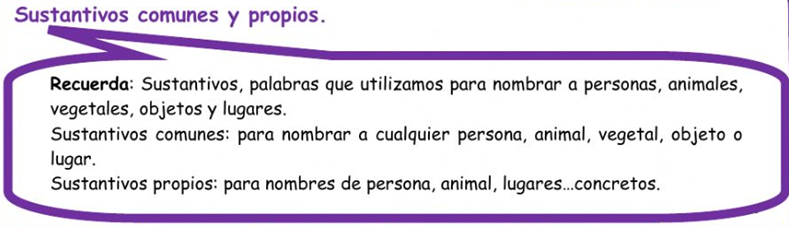 Sustantivos comunes y propios.
Recuerda: Sustantivos, palabras que utilizamos para nombrar a personas, animales,
vegetales, objetos y lugares.
Sustantivos comunes: para nombrar a cualquier persona, animal, vegetal, objeto o
lugar.
Sustantivos propios: para nombres de persona, animal, lugares...concretos.